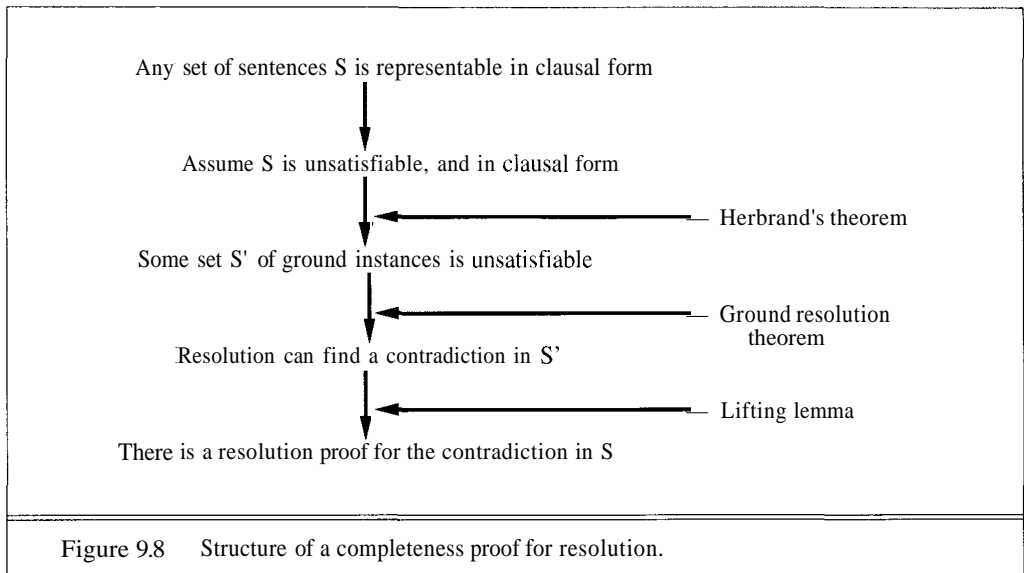 Any set of sentences S is representable in clausal form
Assume S is unsatisfiable, and in clausal form
Herbrand's theorem
Some set S' of ground instances is unsatisfiable
Ground resolution
theorem
Resolution can find a contradiction in S'
Lifting lemma
There is a resolution proof for the contradiction in S
Figure 9.8 Structure of a completeness proof for resolution.